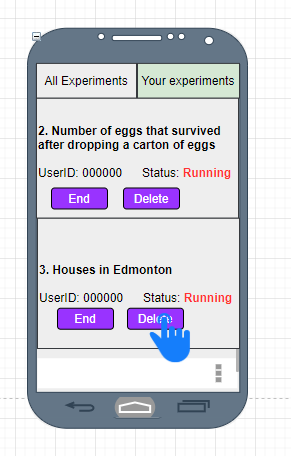 All Experiments
Your experiments
2. Number of eggs that survived
after dropping a carton of eggs
UserID: 000000 Status: Running
End Delete
3. Houses in Edmonton
UserID: 000000 Status: Running
End Delete